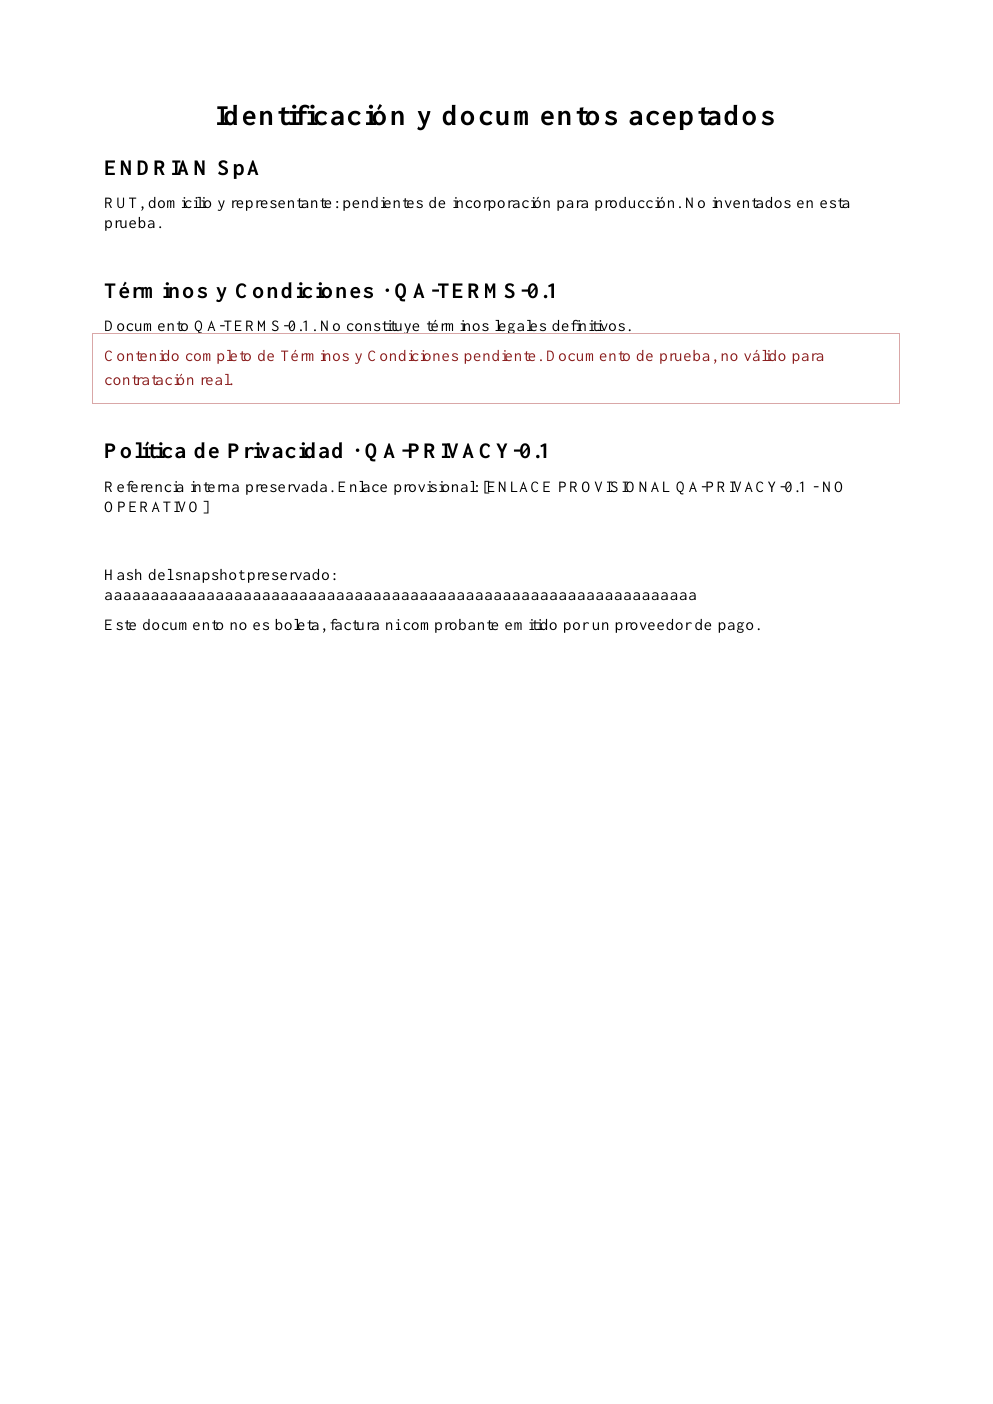 Identificación y documentos aceptados
ENDRIAN SpA
RUT, domicilio y representante: pendientes de incorporación para producción. No inventados en esta
prueba.
Términos y Condiciones · QA-TERMS-0.1
Documento QA-TERMS-0.1. No constituye términos legales definitivos.
Contenido completo de Términos y Condiciones pendiente. Documento de prueba, no válido para
contratación real.
Política de Privacidad · QA-PRIVACY-0.1
Referencia interna preservada. Enlace provisional: [ENLACE PROVISIONAL QA-PRIVACY-0.1 - NO
OPERATIVO]
Hash del snapshot preservado:
aaaaaaaaaaaaaaaaaaaaaaaaaaaaaaaaaaaaaaaaaaaaaaaaaaaaaaaaaaaaaaaa
Este documento no es boleta, factura ni comprobante emitido por un proveedor de pago.